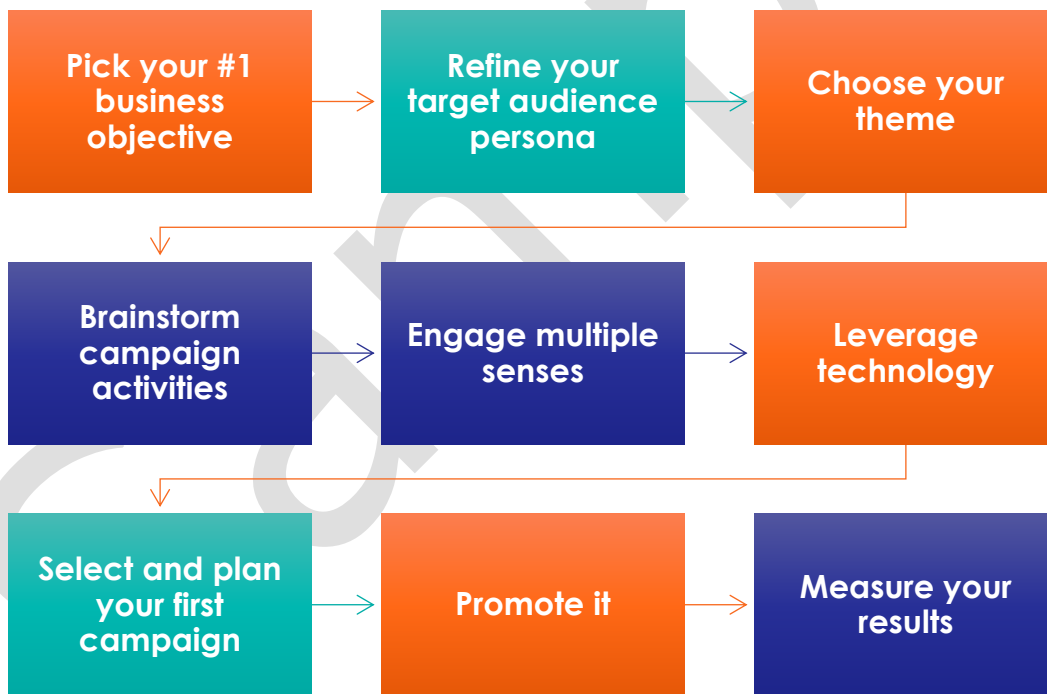 Pick your #1
business
objective
Refine your
target audience
persona
Choose your
theme
Brainstorm
campaign
activities
Engage multiple
senses
Leverage
technology
Select and plan
your first
campaign
Promote it
Measure your
results